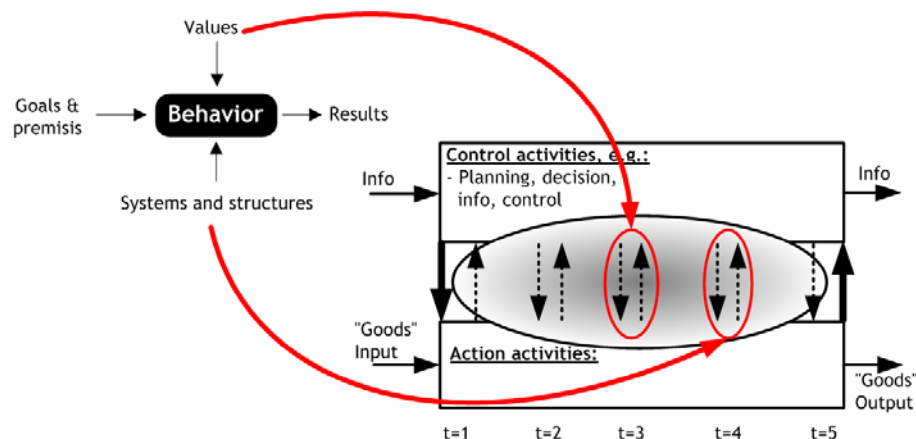 Values
Goals &
premisis
Behavior
Results
Systems and structures
Info
Control activities, e.g.:
- Planning, decision,
info, control
Info
"Goods"
Input
Action activities:
"Goods"
Output
t=1
t=2
t=3
t=4
t=5